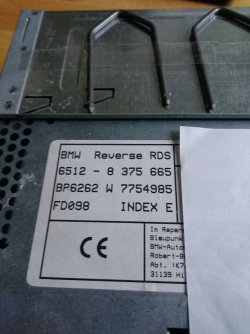 BMW Reverse RDS
6512 - 8 375 665
BP6262 W 7754985
FD098 INDEX E
CE
Im Repar
Blaupunk
BMW-Auto
Robert-B
Abt. :K7
31139 Hi